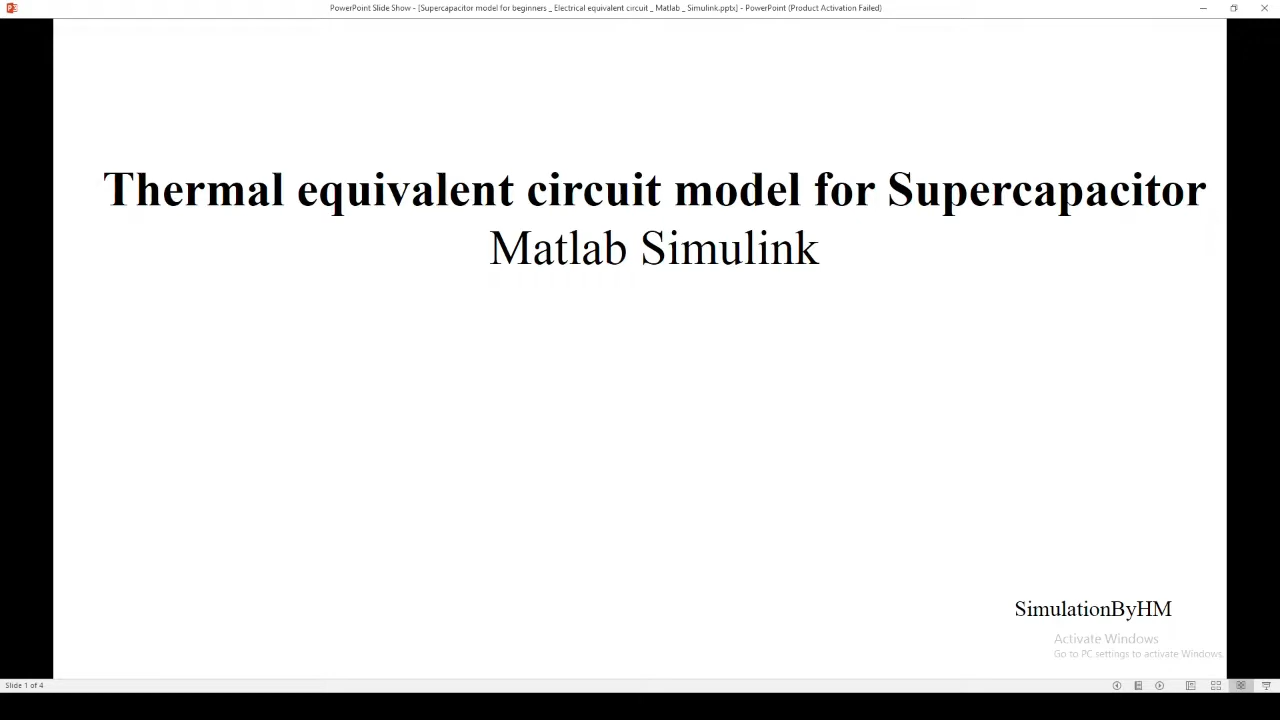 PowerPoint Slide Show - [Supercapacitor model for beginners _ Electrical equivalent circuit _ Matlab _ Simulink.pptx] - PowerPoint (Product Activation Failed)
Thermal equivalent circuit model for Supercapacitor
Matlab Simulink
SimulationByHM
Activate Windows
Go to PC settings to activate Windows.
Slide 1 of 4